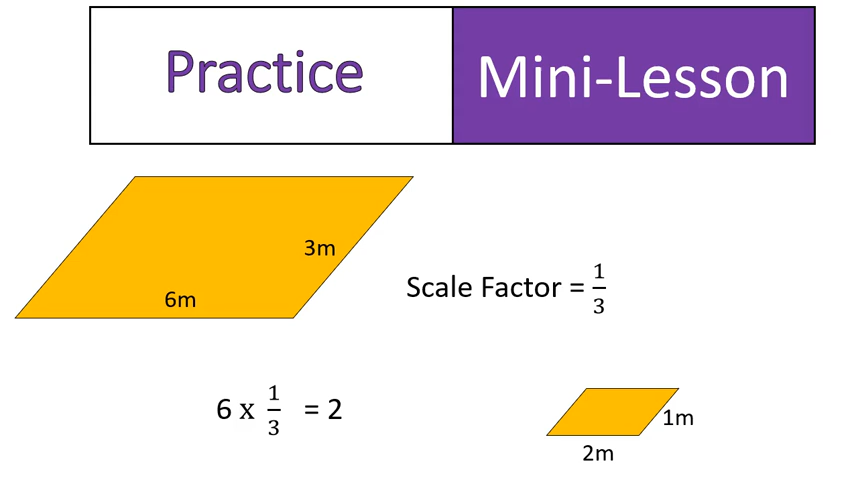 Practice
Mini-Lesson
3m
6m
Scale Factor = 1/3
6 x 1/3 = 2
1m
2m